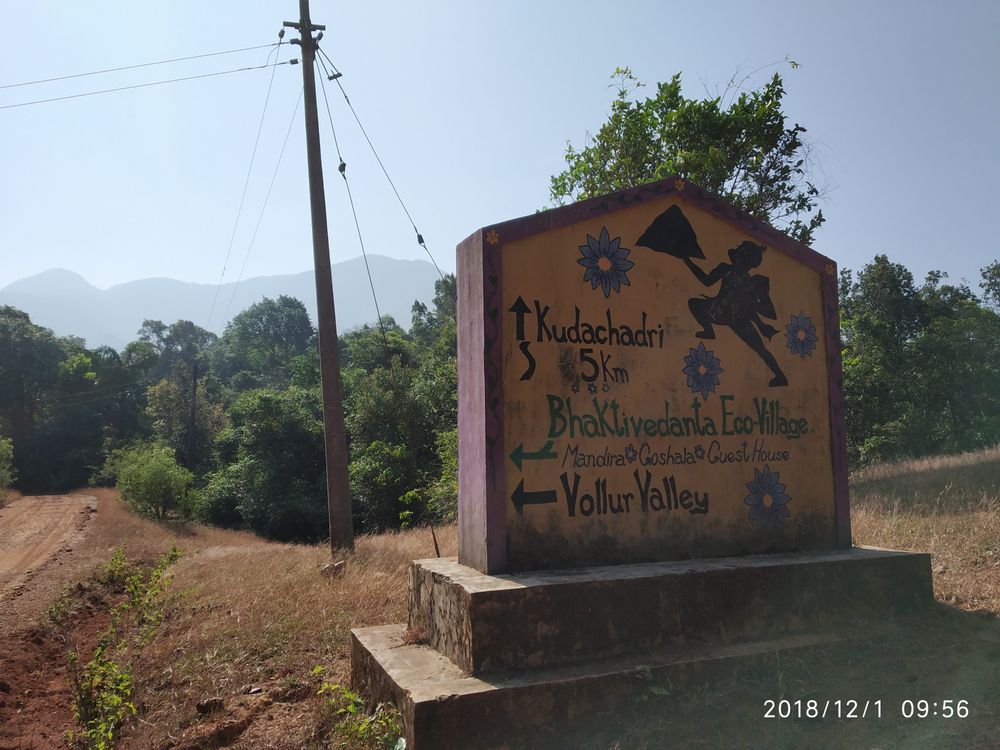 Kudachadri
5Km
Bhaktivedanta Eco-Village
Mandira Goshala Guest House
Vollur Valley
2018/12/1 09:56